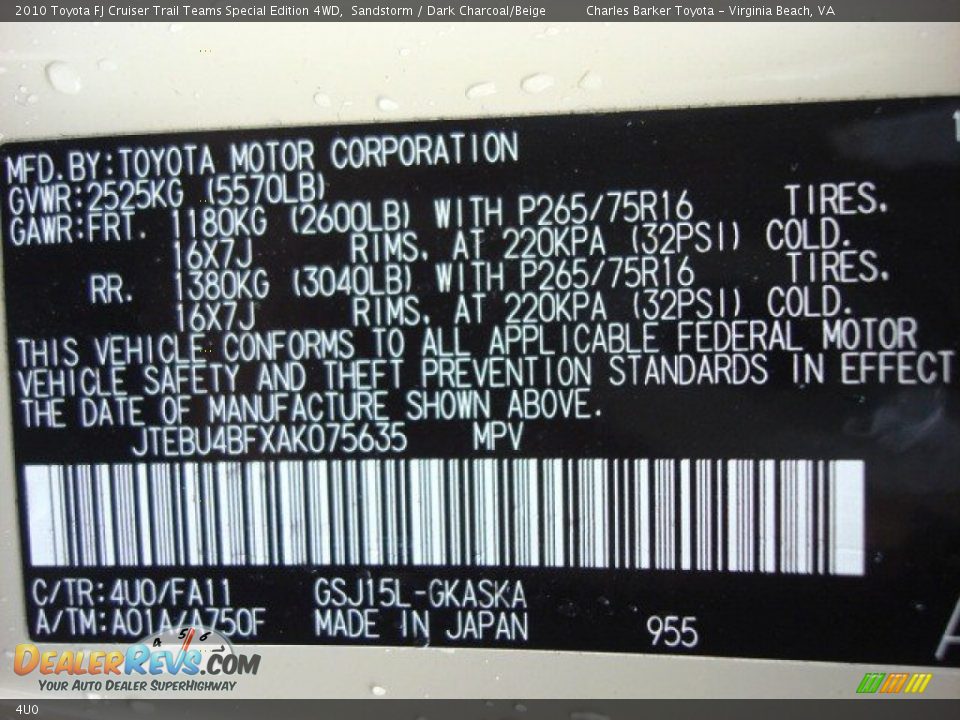 2010 Toyota FJ Cruiser Trail Teams Special Edition 4WD, Sandstorm / Dark Charcoal/Beige Charles Barker Toyota - Virginia Beach, VA
MFD.BY:TOYOTA MOTOR CORPORATION
GVWR:2525KG (5570LB)
GAWR:FRT. 1180KG (2600LB) WITH P265/75R16 TIRES.
16X7J RIMS. AT 220KPA (32PSI) COLD.
RR. 1380KG (3040LB) WITH P265/75R16 TIRES.
16X7J RIMS. AT 220KPA (32PSI) COLD.
THIS VEHICLE CONFORMS TO ALL APPLICABLE FEDERAL MOTOR
VEHICLE SAFETY AND THEFT PREVENTION STANDARDS IN EFFECT
THE DATE OF MANUFACTURE SHOWN ABOVE.
JTEBU4BFXAK075635 MPV
C/TR:4U0/FA11 GSJ15L-GKASKA
A/TM:A01A/A750F MADE IN JAPAN 955
4 5 6
DEALERREVS.COM
YOUR AUTO DEALER SUPERHIGHWAY
4U0